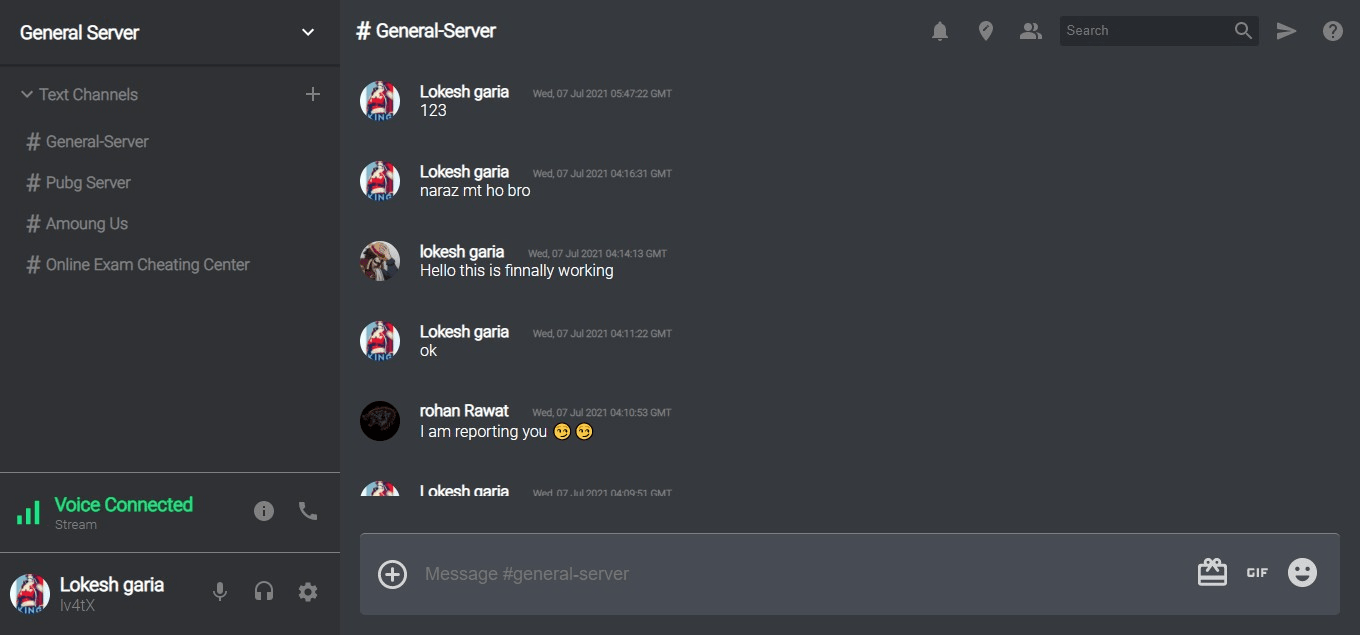 General Server
Text Channels
# General-Server
# Pubg Server
# Amoung Us
# Online Exam Cheating Center
Voice Connected
Stream
Lokesh garia
lv4tX
# General-Server
Search
Lokesh garia Wed, 07 Jul 2021 05:47:22 GMT
123
Lokesh garia Wed, 07 Jul 2021 04:16:31 GMT
naraz mt ho bro
lokesh garia Wed, 07 Jul 2021 04:14:13 GMT
Hello this is finnally working
Lokesh garia Wed, 07 Jul 2021 04:11:22 GMT
ok
rohan Rawat Wed, 07 Jul 2021 04:10:53 GMT
I am reporting you 😏 😏
Lokesh garia Wed, 07 Jul 2021 04:09:51 GMT
Message #general-server
GIF